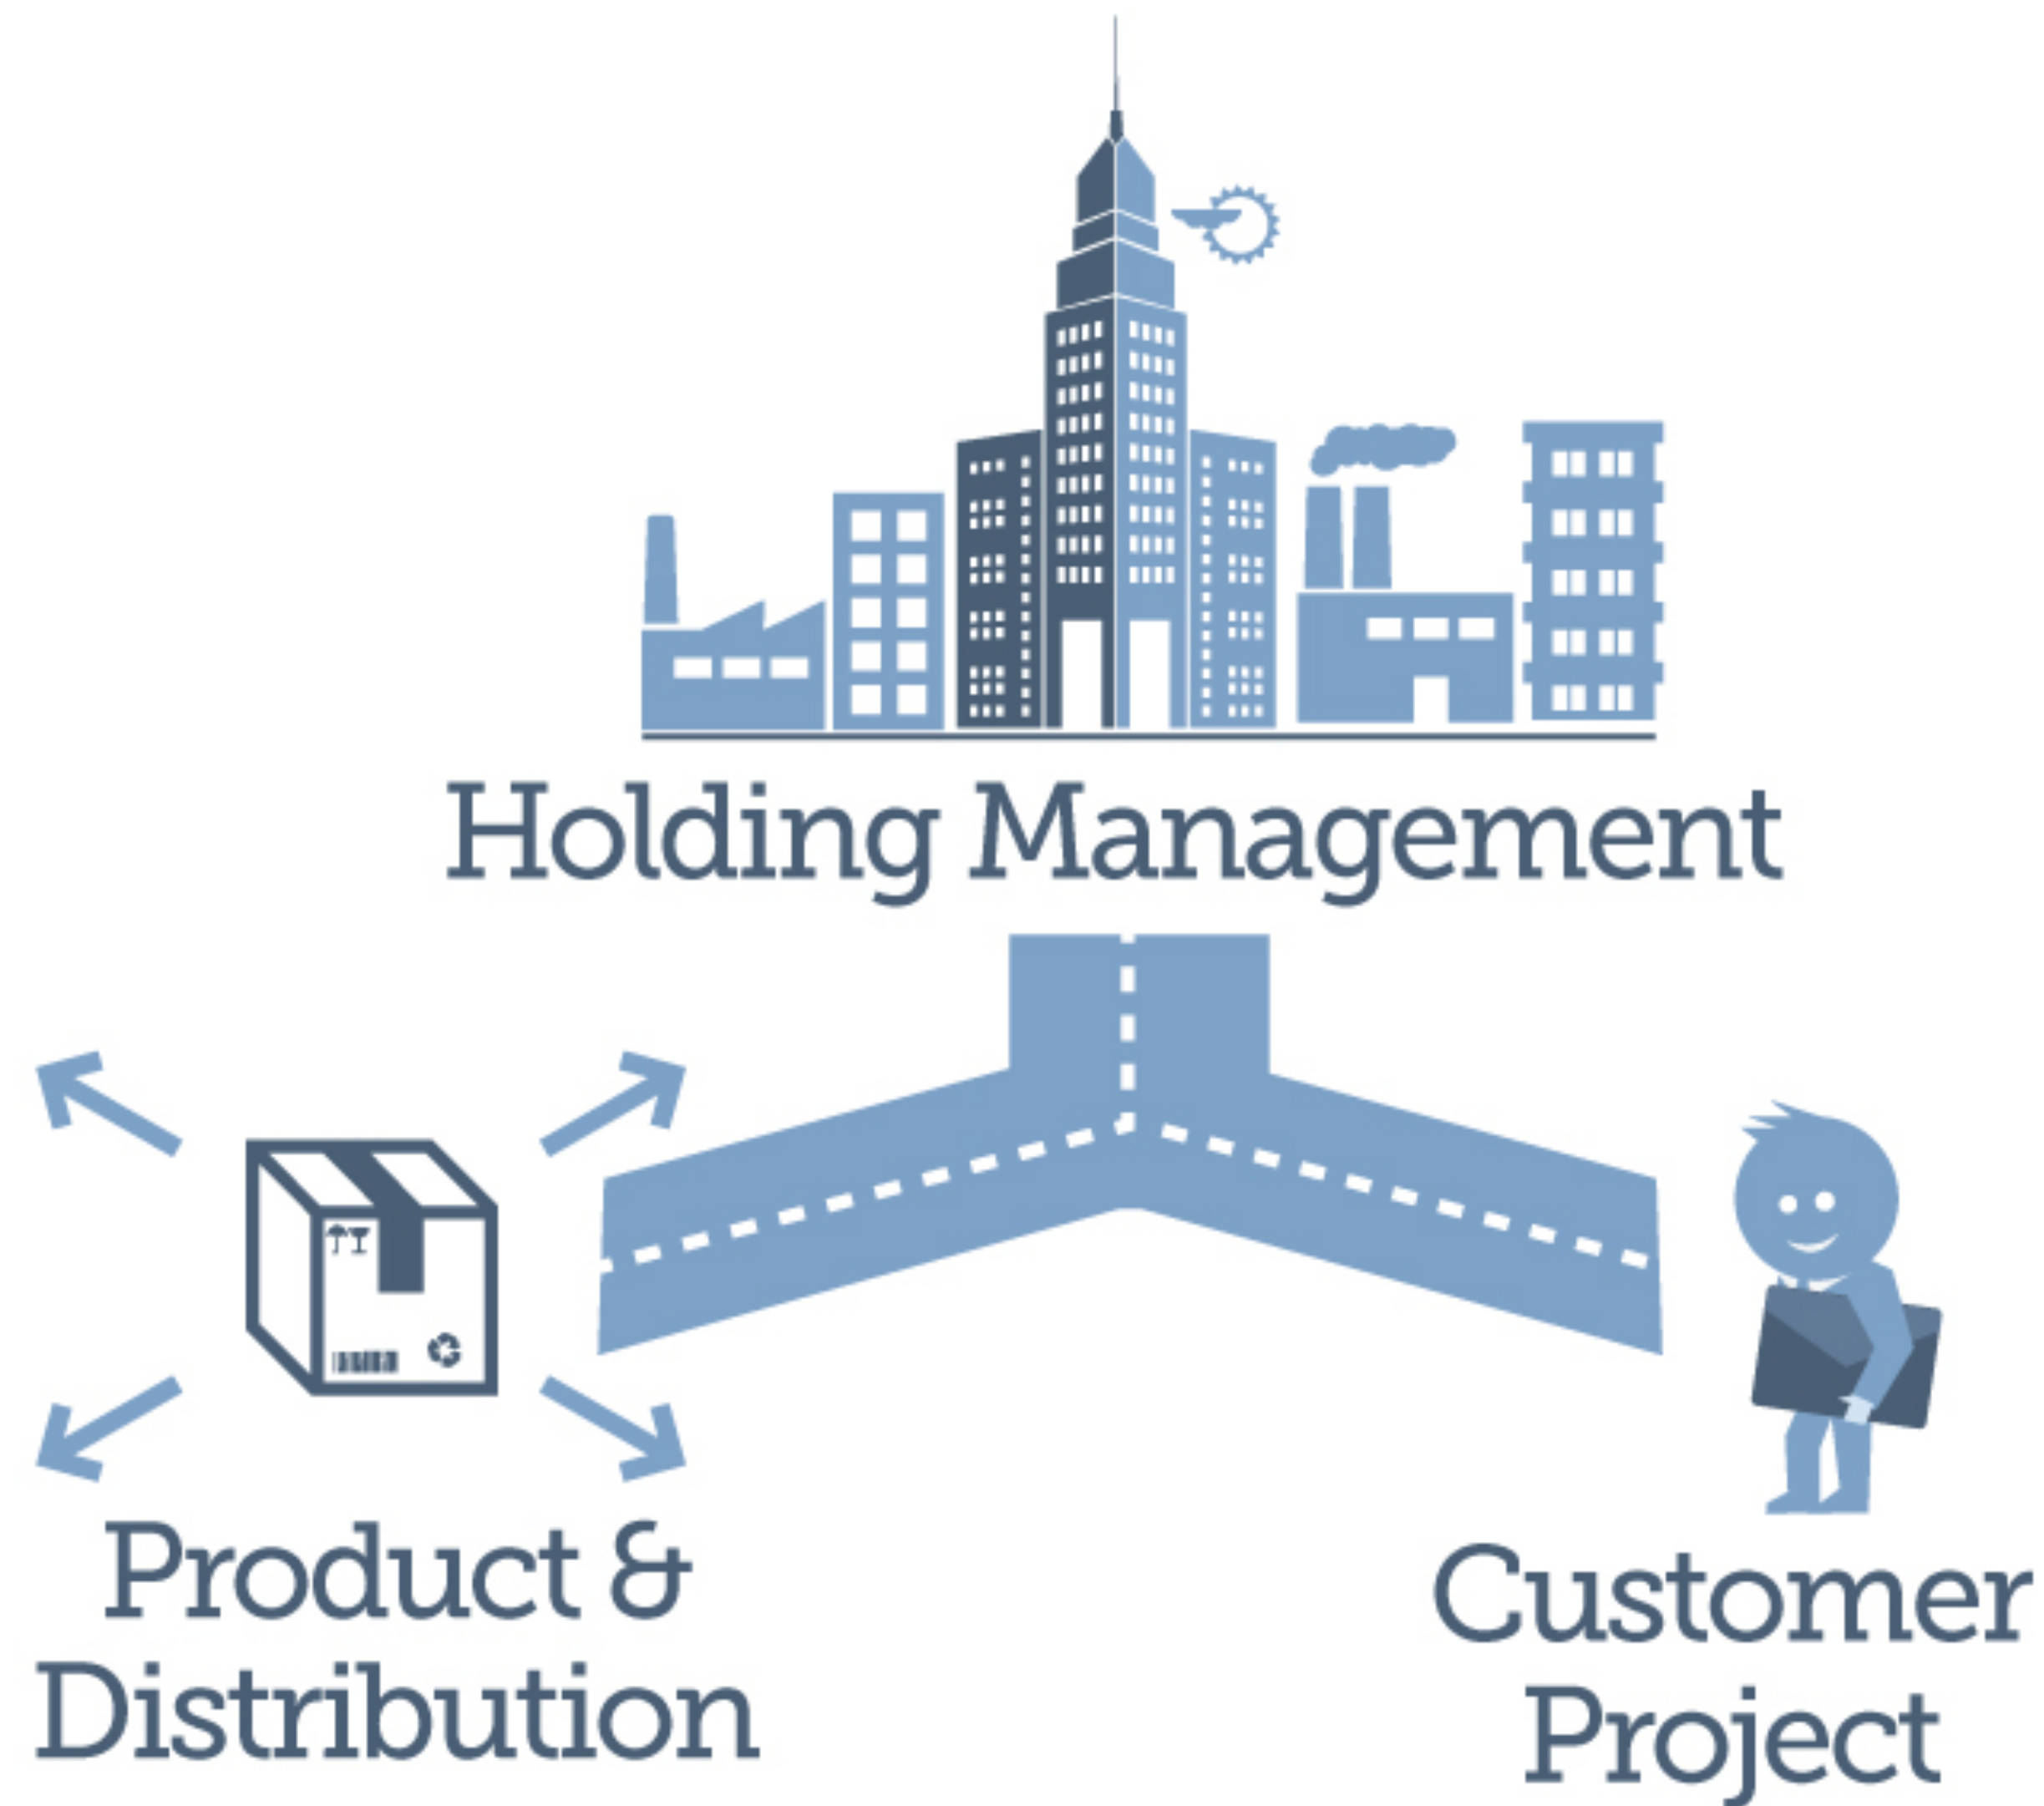 Holding Management
Product &
Distribution
Customer
Project